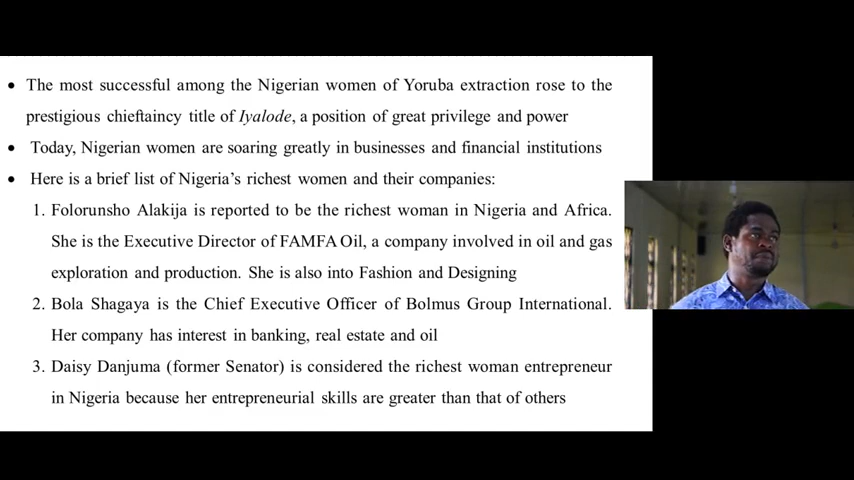 • The most successful among the Nigerian women of Yoruba extraction rose to the
prestigious chieftaincy title of Iyalode, a position of great privilege and power
• Today, Nigerian women are soaring greatly in businesses and financial institutions
• Here is a brief list of Nigeria's richest women and their companies:
1. Folorunsho Alakija is reported to be the richest woman in Nigeria and Africa.
She is the Executive Director of FAMFA Oil, a company involved in oil and gas
exploration and production. She is also into Fashion and Designing
2. Bola Shagaya is the Chief Executive Officer of Bolmus Group International.
Her company has interest in banking, real estate and oil
3. Daisy Danjuma (former Senator) is considered the richest woman entrepreneur
in Nigeria because her entrepreneurial skills are greater than that of others